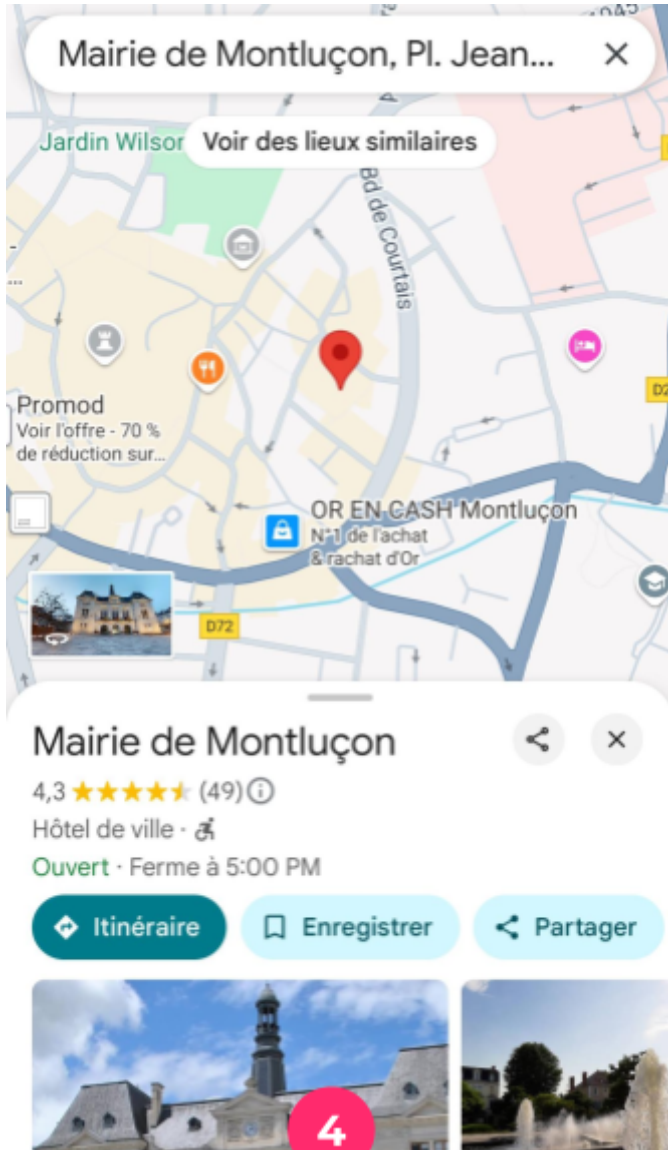 D945
Mairie de Montluçon, Pl. Jean...
Jardin Wilson
Voir des lieux similaires
Bd de Courtais
Promod
Voir l'offre - 70 %
de réduction sur...
OR EN CASH Montluçon
N°1 de l'achat
& rachat d'Or
D72
Mairie de Montluçon
4,3 (49)
Hôtel de ville ·
Ouvert · Ferme à 5:00 PM
Itinéraire
Enregistrer
Partager
4